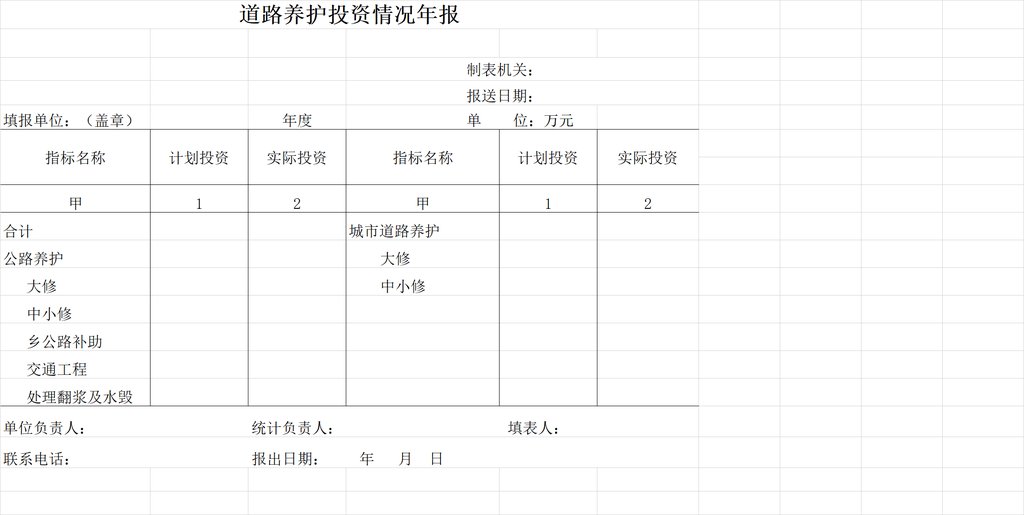 道路养护投资情况年报
制表机关：
报送日期：
填报单位：（盖章） 年度 单 位：万元
指标名称 计划投资 实际投资 指标名称 计划投资 实际投资
甲 1 2 甲 1 2
合计 城市道路养护
公路养护 大修
大修 中小修
中小修
乡公路补助
交通工程
处理翻浆及水毁
单位负责人： 统计负责人： 填表人：
联系电话： 报出日期： 年 月 日